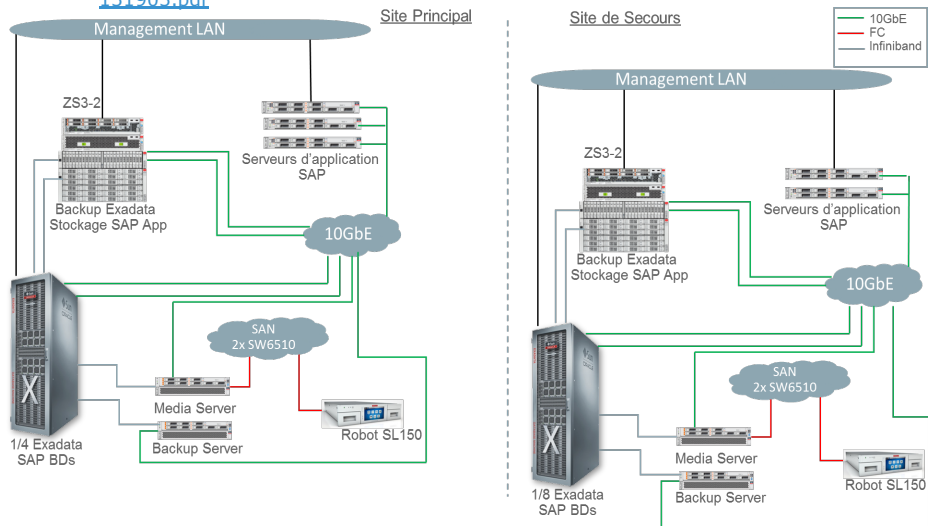 131905.pdf
Site Principal
Management LAN
ZS3-2
Serveurs d'application
SAP
Backup Exadata
Stockage SAP App
10GbE
SAN
2x SW6510
X
Media Server
Robot SL150
Backup Server
1/4 Exadata
SAP BDs
Site de Secours
10GbE
FC
Infiniband
Management LAN
ZS3-2
Serveurs d'application
SAP
Backup Exadata
Stockage SAP App
10GbE
SAN
2x SW6510
X
Media Server
Robot SL150
Backup Server
1/8 Exadata
SAP BDs